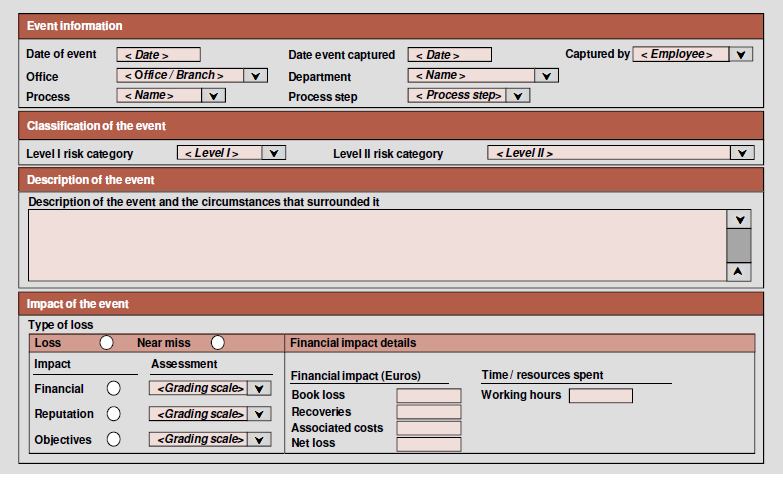 Event information
Date of event < Date > Date event captured < Date > Captured by < Employee >
Office < Office / Branch > Department < Name >
Process < Name > Process step < Process step>
Classification of the event
Level I risk category < Level I > Level II risk category < Level II >
Description of the event
Description of the event and the circumstances that surrounded it
Impact of the event
Type of loss
Loss Near miss Financial impact details
Impact Assessment
Financial impact (Euros) Time / resources spent
Financial <Grading scale>
Book loss Working hours
Reputation <Grading scale> Recoveries
Associated costs
Objectives <Grading scale> Net loss